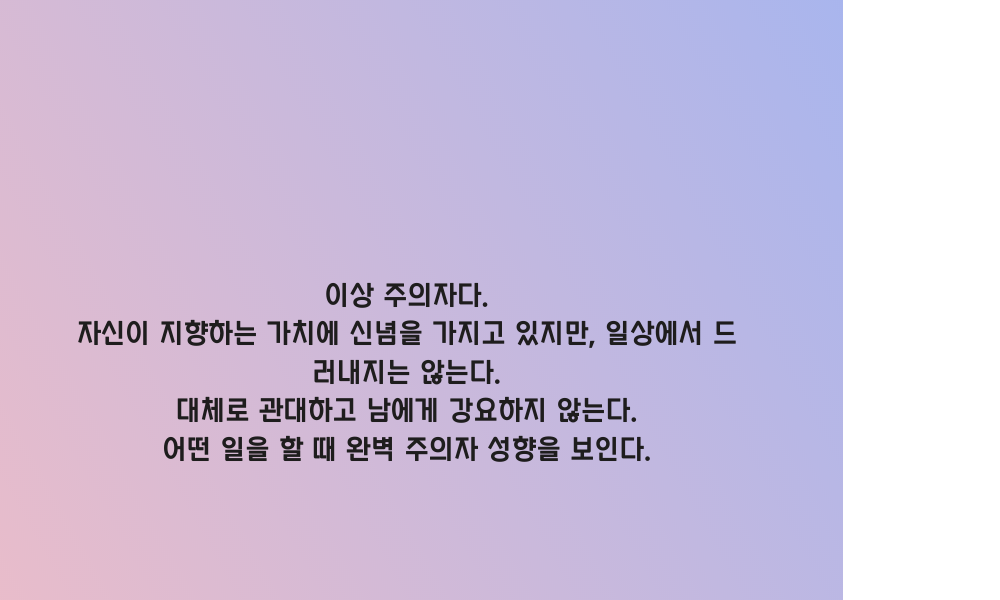 이상 주의자다.
자신이 지향하는 가치에 신념을 가지고 있지만, 일상에서 드
러내지는 않는다.
대체로 관대하고 남에게 강요하지 않는다.
어떤 일을 할 때 완벽 주의자 성향을 보인다.